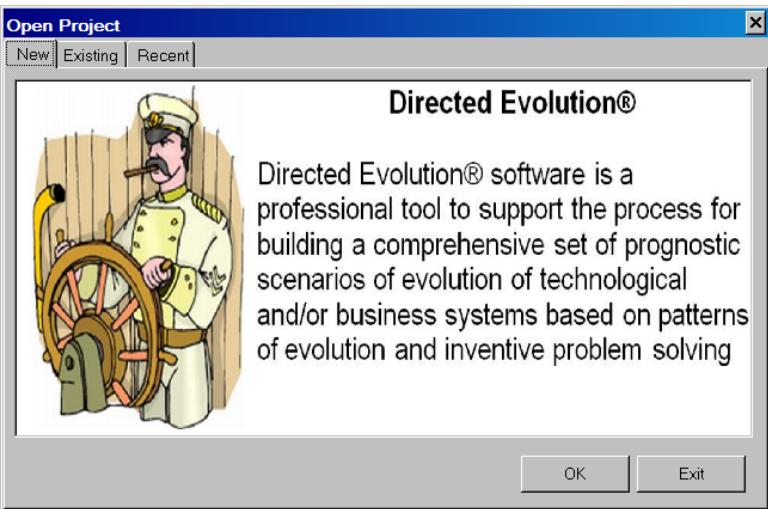 Open Project
New Existing Recent
Directed Evolution®
Directed Evolution® software is a
professional tool to support the process for
building a comprehensive set of prognostic
scenarios of evolution of technological
and/or business systems based on patterns
of evolution and inventive problem solving
OK Exit